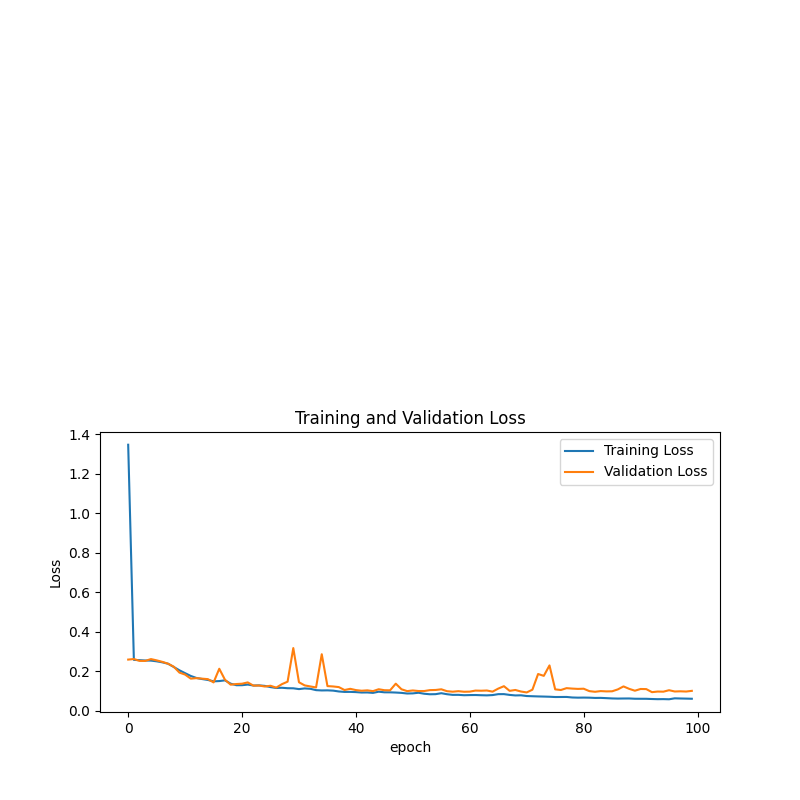 Training and Validation Loss
1.4
1.2
1.0
0.8
0.6
0.4
0.2
0.0
Loss
Training Loss
Validation Loss
0 20 40 60 80 100
epoch